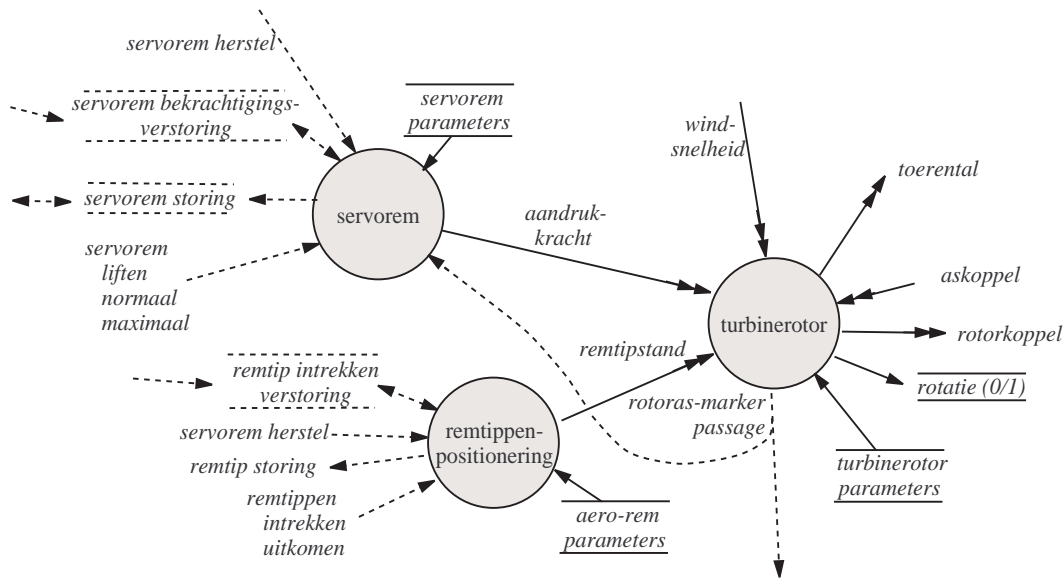 servorem herstel
servorem bekrachtigings-
verstoring
servorem
parameters
wind-
snelheid
toerental
servorem storing
servorem
aandruk-
kracht
servorem
liften
normaal
maximaal
askoppel
turbinerotor
rotorkoppel
remtipstand
remtip intrekken
verstoring
rotatie (0/1)
rotoras-marker
passage
servorem herstel
remtippen-
positionering
remtip storing
turbinerotor
parameters
remtippen
intrekken
uitkomen
aero-rem
parameters